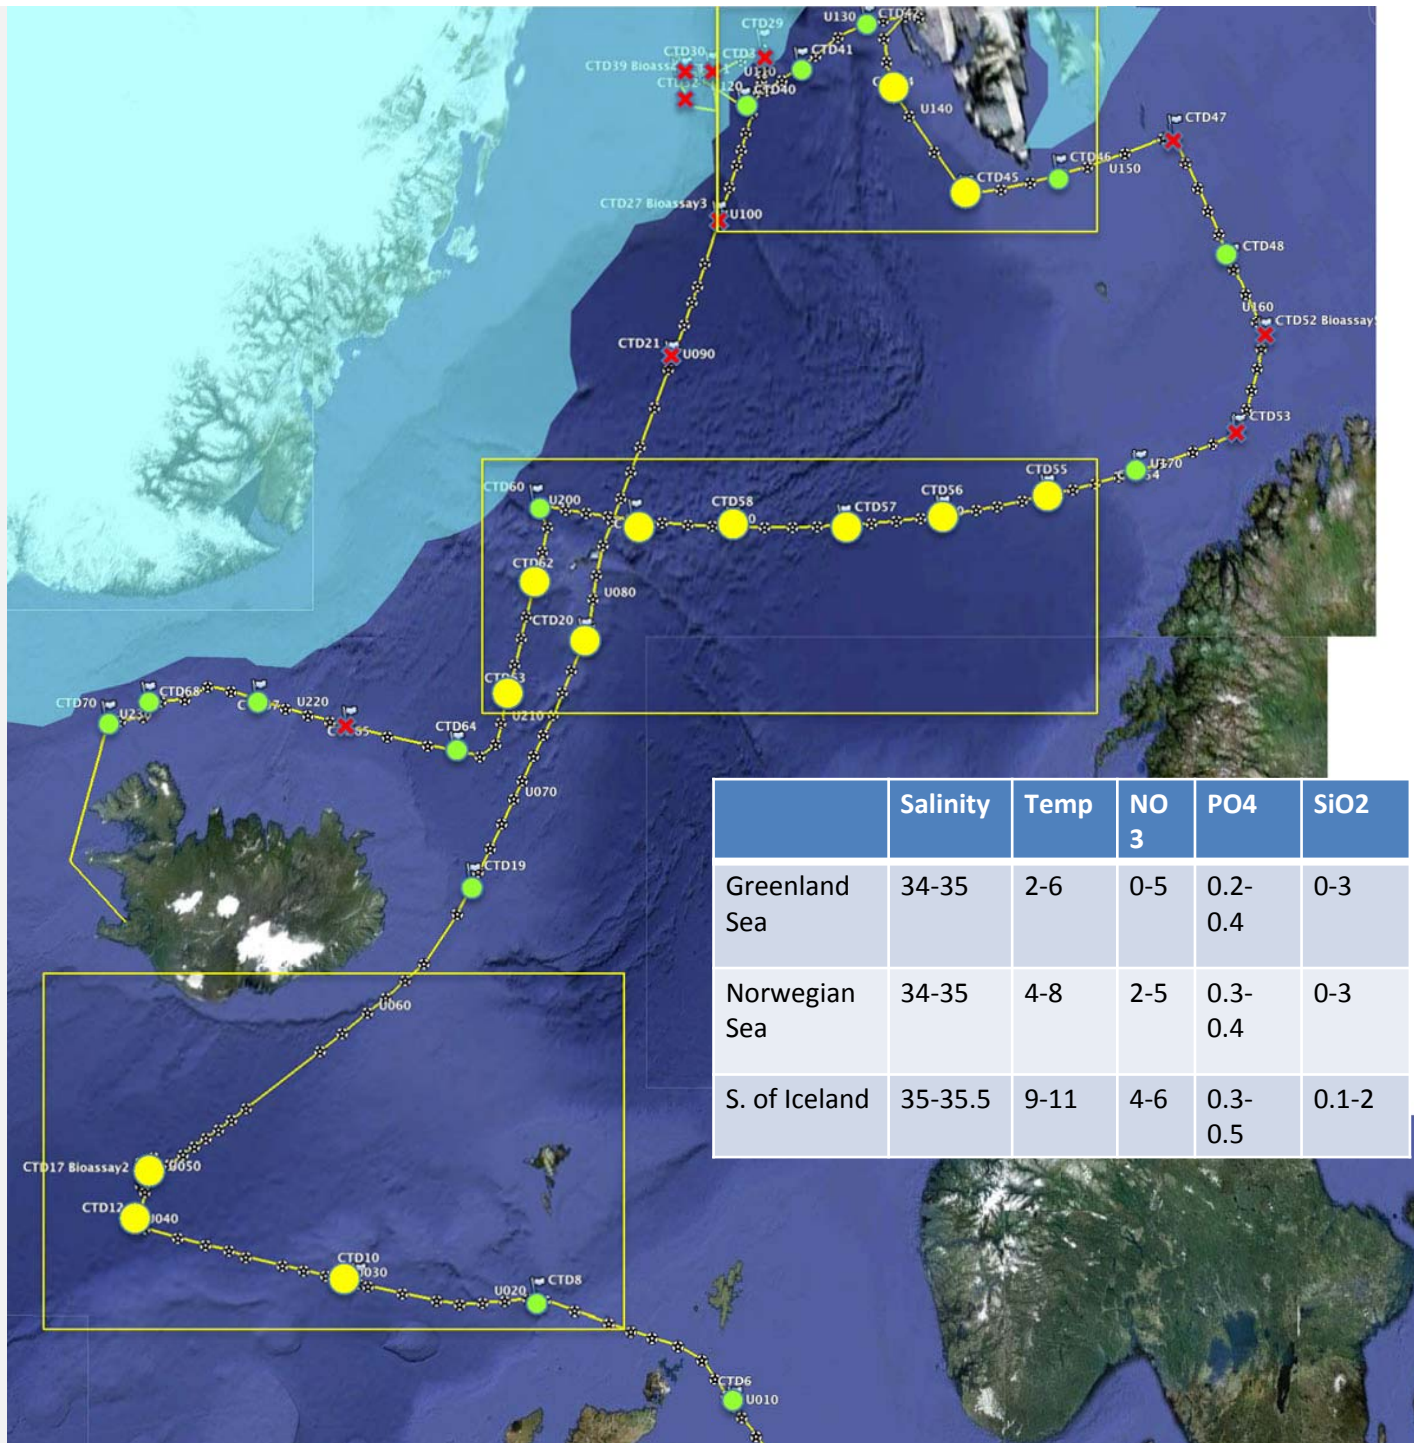 CTD29
U130
CTD30
CTD41
CTD39
CTD40
U140
CTD47
CTD46
U150
CTD45
CTD27 Bioassay3
U100
CTD48
U160
CTD52 Bioassay
CTD21
U090
CTD53
U170
CTD55
CTD60
U200
CTD58
CTD57
CTD56
CTD62
U080
CTD20
U210
CTD70
CTD68
U220
CTD64
U070
CTD19
U060
CTD17 Bioassay2
U050
CTD12
U040
CTD10
U030
U020
CTD8
CTD6
U010
Salinity Temp NO PO4 SiO2
3
Greenland 34-35 2-6 0-5 0.2- 0-3
Sea 0.4
Norwegian 34-35 4-8 2-5 0.3- 0-3
Sea 0.4
S. of Iceland 35-35.5 9-11 4-6 0.3- 0.1-2
0.5